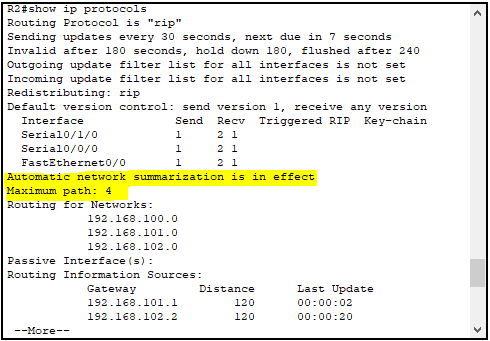 R2#show ip protocols
Routing Protocol is "rip"
Sending updates every 30 seconds, next due in 7 seconds
Invalid after 180 seconds, hold down 180, flushed after 240
Outgoing update filter list for all interfaces is not set
Incoming update filter list for all interfaces is not set
Redistributing: rip
Default version control: send version 1, receive any version
Interface Send Recv Triggered RIP Key-chain
Serial0/1/0 1 2 1
Serial0/0/0 1 2 1
FastEthernet0/0 1 2 1
Automatic network summarization is in effect
Maximum path: 4
Routing for Networks:
192.168.100.0
192.168.101.0
192.168.102.0
Passive Interface(s):
Routing Information Sources:
Gateway Distance Last Update
192.168.101.1 120 00:00:02
192.168.102.2 120 00:00:20
--More--